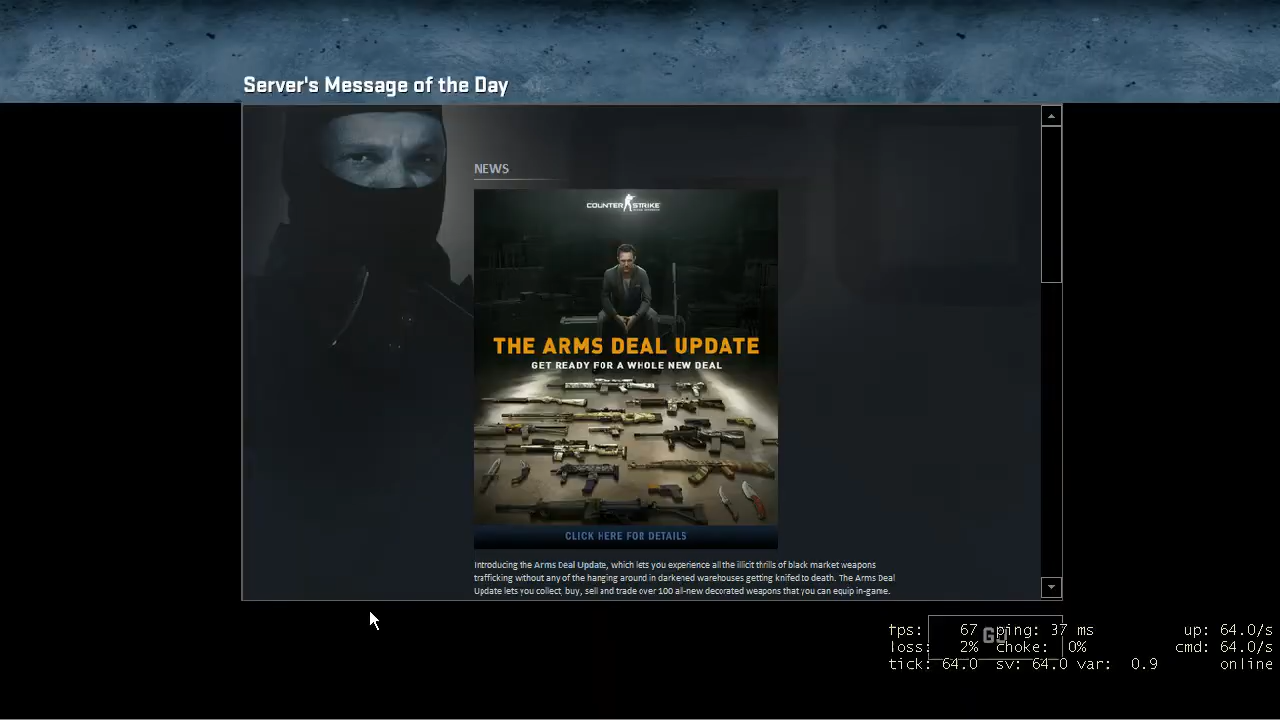 Server's Message of the Day
NEWS
COUNTER STRIKE
THE ARMS DEAL UPDATE
GET READY FOR A WHOLE NEW DEAL
CLICK HERE FOR DETAILS
Introducing the Arms Deal Update, which lets you experience all the illicit thrills of black market weapons
trafficking without any of the hanging around in darkened warehouses getting knifed to death. The Arms Deal
Update lets you collect, buy, sell and trade over 100 all-new decorated weapons that you can equip in-game.
fps: 67 ping: 37 ms up: 64.0/s
loss: 2% choke: 0% cmd: 64.0/s
tick: 64.0 sv: 64.0 var: 0.9 online